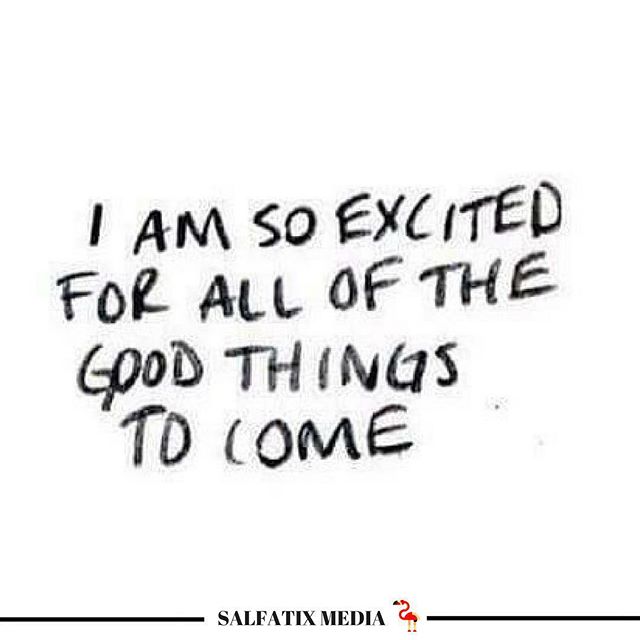 I AM SO EXCITED
FOR ALL OF THE
GOOD THINGS
TO COME
SALFATIX MEDIA